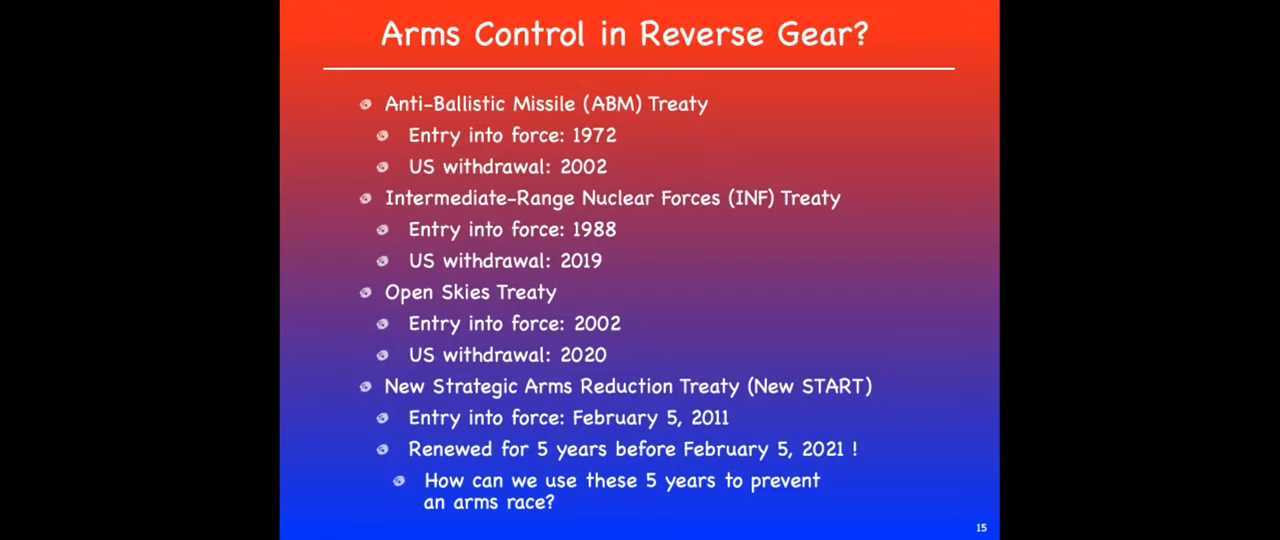 Arms Control in Reverse Gear?
Anti-Ballistic Missile (ABM) Treaty
Entry into force: 1972
US withdrawal: 2002
Intermediate-Range Nuclear Forces (INF) Treaty
Entry into force: 1988
US withdrawal: 2019
Open Skies Treaty
Entry into force: 2002
US withdrawal: 2020
New Strategic Arms Reduction Treaty (New START)
Entry into force: February 5, 2011
Renewed for 5 years before February 5, 2021 !
How can we use these 5 years to prevent
an arms race?
15